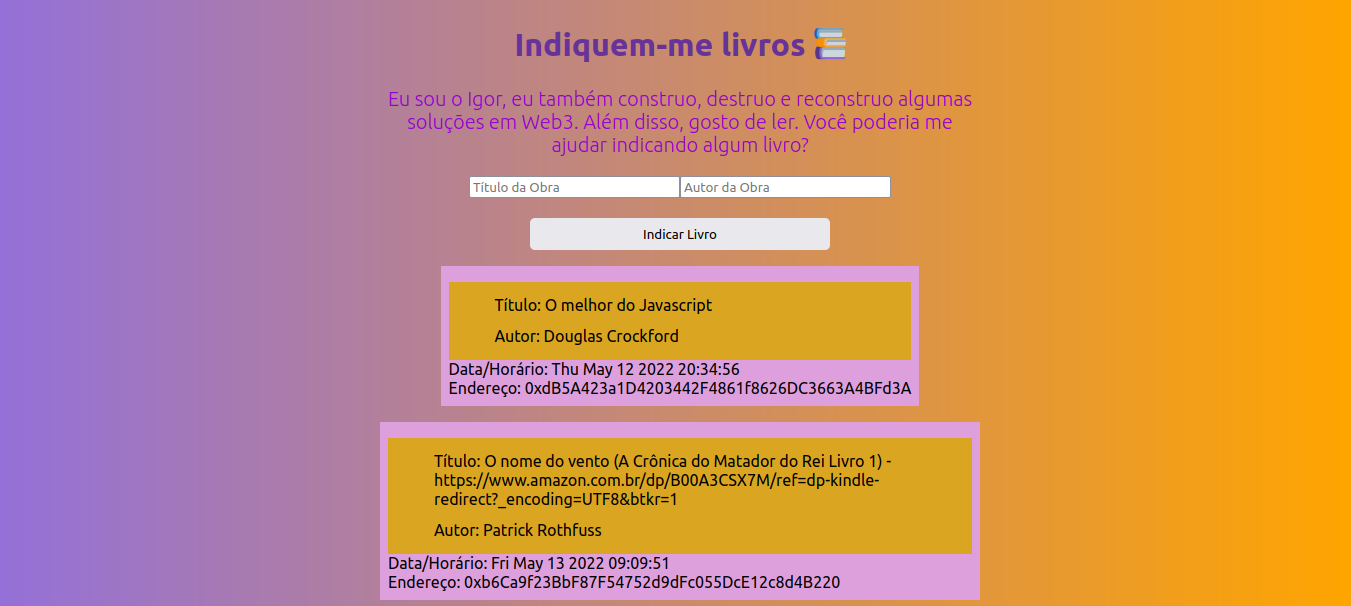 Indiquem-me livros 📚
Eu sou o Igor, eu também construo, destruo e reconstruo algumas
soluções em Web3. Além disso, gosto de ler. Você poderia me
ajudar indicando algum livro?
Título da Obra
Autor da Obra
Indicar Livro
Título: O melhor do Javascript
Autor: Douglas Crockford
Data/Horário: Thu May 12 2022 20:34:56
Endereço: 0xdB5A423a1D4203442F4861f8626DC3663A4BFd3A
Título: O nome do vento (A Crônica do Matador do Rei Livro 1) -
https://www.amazon.com.br/dp/B00A3CSX7M/ref=dp-kindle-
redirect?_encoding=UTF8&btkr=1
Autor: Patrick Rothfuss
Data/Horário: Fri May 13 2022 09:09:51
Endereço: 0xb6Ca9f23BbF87F54752d9dFc055DcE12c8d4B220